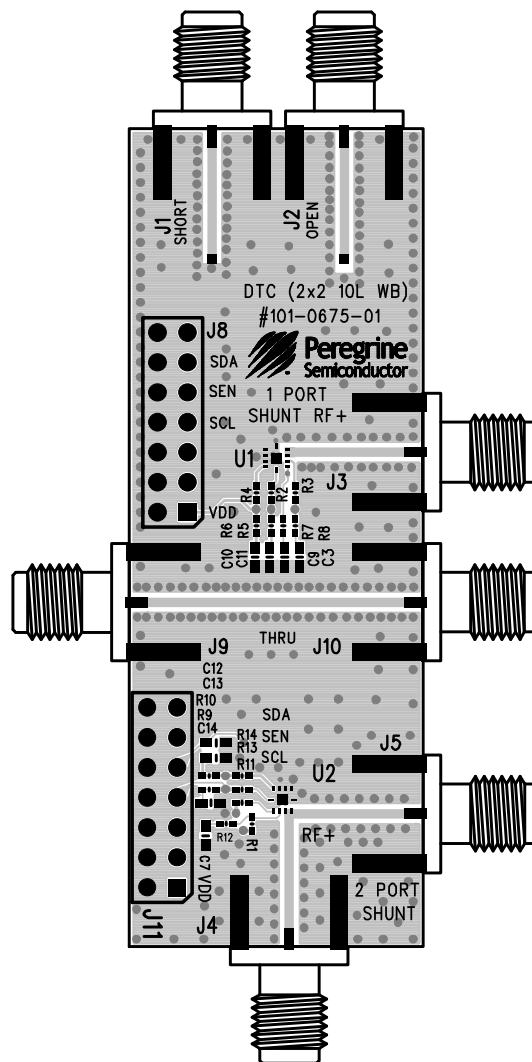 J1
SHORT
J2
OPEN
DTC (2x2 10L WB)
#101-0675-01
Peregrine
Semiconductor
J8
SDA
SEN
SCL
VDD
1 PORT
SHUNT RF+
U1
J3
R4
R2
R3
R6
R5
R7
R8
C10
C11
C9
C3
J9
THRU
J10
C12
C13
R10
R9
C14
SDA
R14
SEN
R13
SCL
R11
J5
U2
R12
R1
RF+
C7
VDD
J11
J4
2 PORT
SHUNT